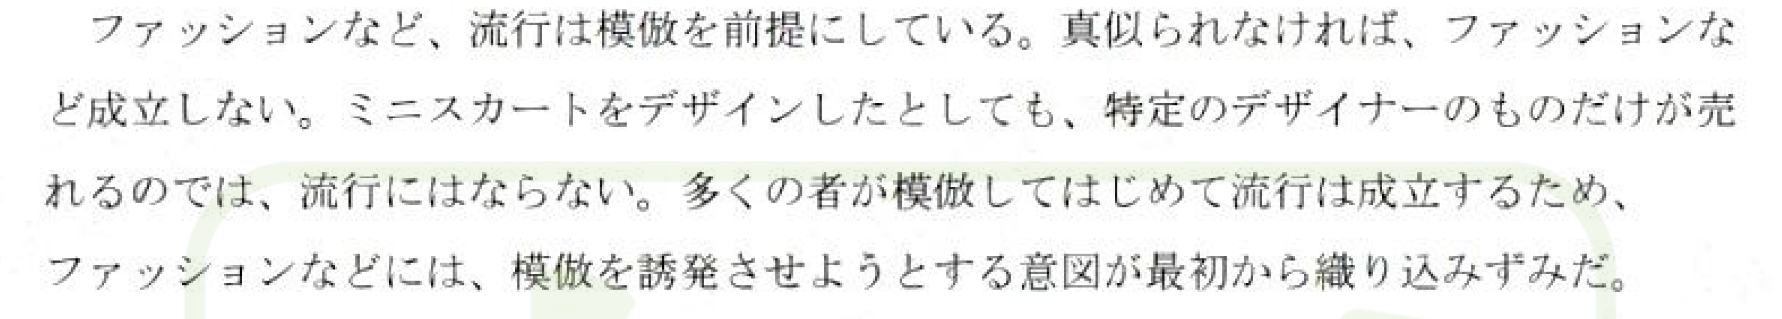 ファッションなど、流行は模倣を前提にしている。真似られなければ、ファッションな
ど成立しない。ミニスカートをデザインしたとしても、特定のデザイナーのものだけが売
れるのでは、流行にはならない。多くの者が模倣してはじめて流行は成立するため、
ファッションなどには、模倣を誘発させようとする意図が最初から織り込みずみだ。